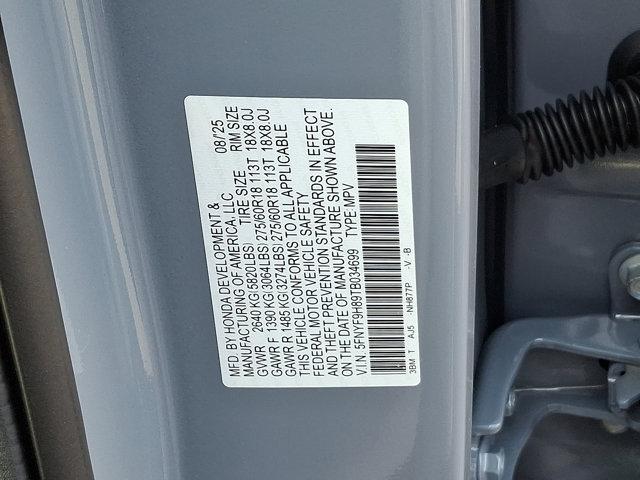 MFD. BY HONDA DEVELOPMENT & 08/'25
MANUFACTURING OF AMERICA, LLC
TIRE SIZE RIM SIZE
GVWR 2640 KG(5820LBS)
GAWR F 1390 KG(3064LBS) 275/60R18 113T 18X8.0J
GAWR R 1485 KG(3274LBS) 275/60R18 113T 18X8.0J
THIS VEHICLE CONFORMS TO ALL APPLICABLE
FEDERAL MOTOR VEHICLE SAFETY
AND THEFT PREVENTION STANDARDS IN EFFECT
ON THE DATE OF MANUFACTURE SHOWN ABOVE.
V.I.N. 5FNYF9H89TB034699 TYPE:MPV
3BM T AJ5 -NH877P -V -B